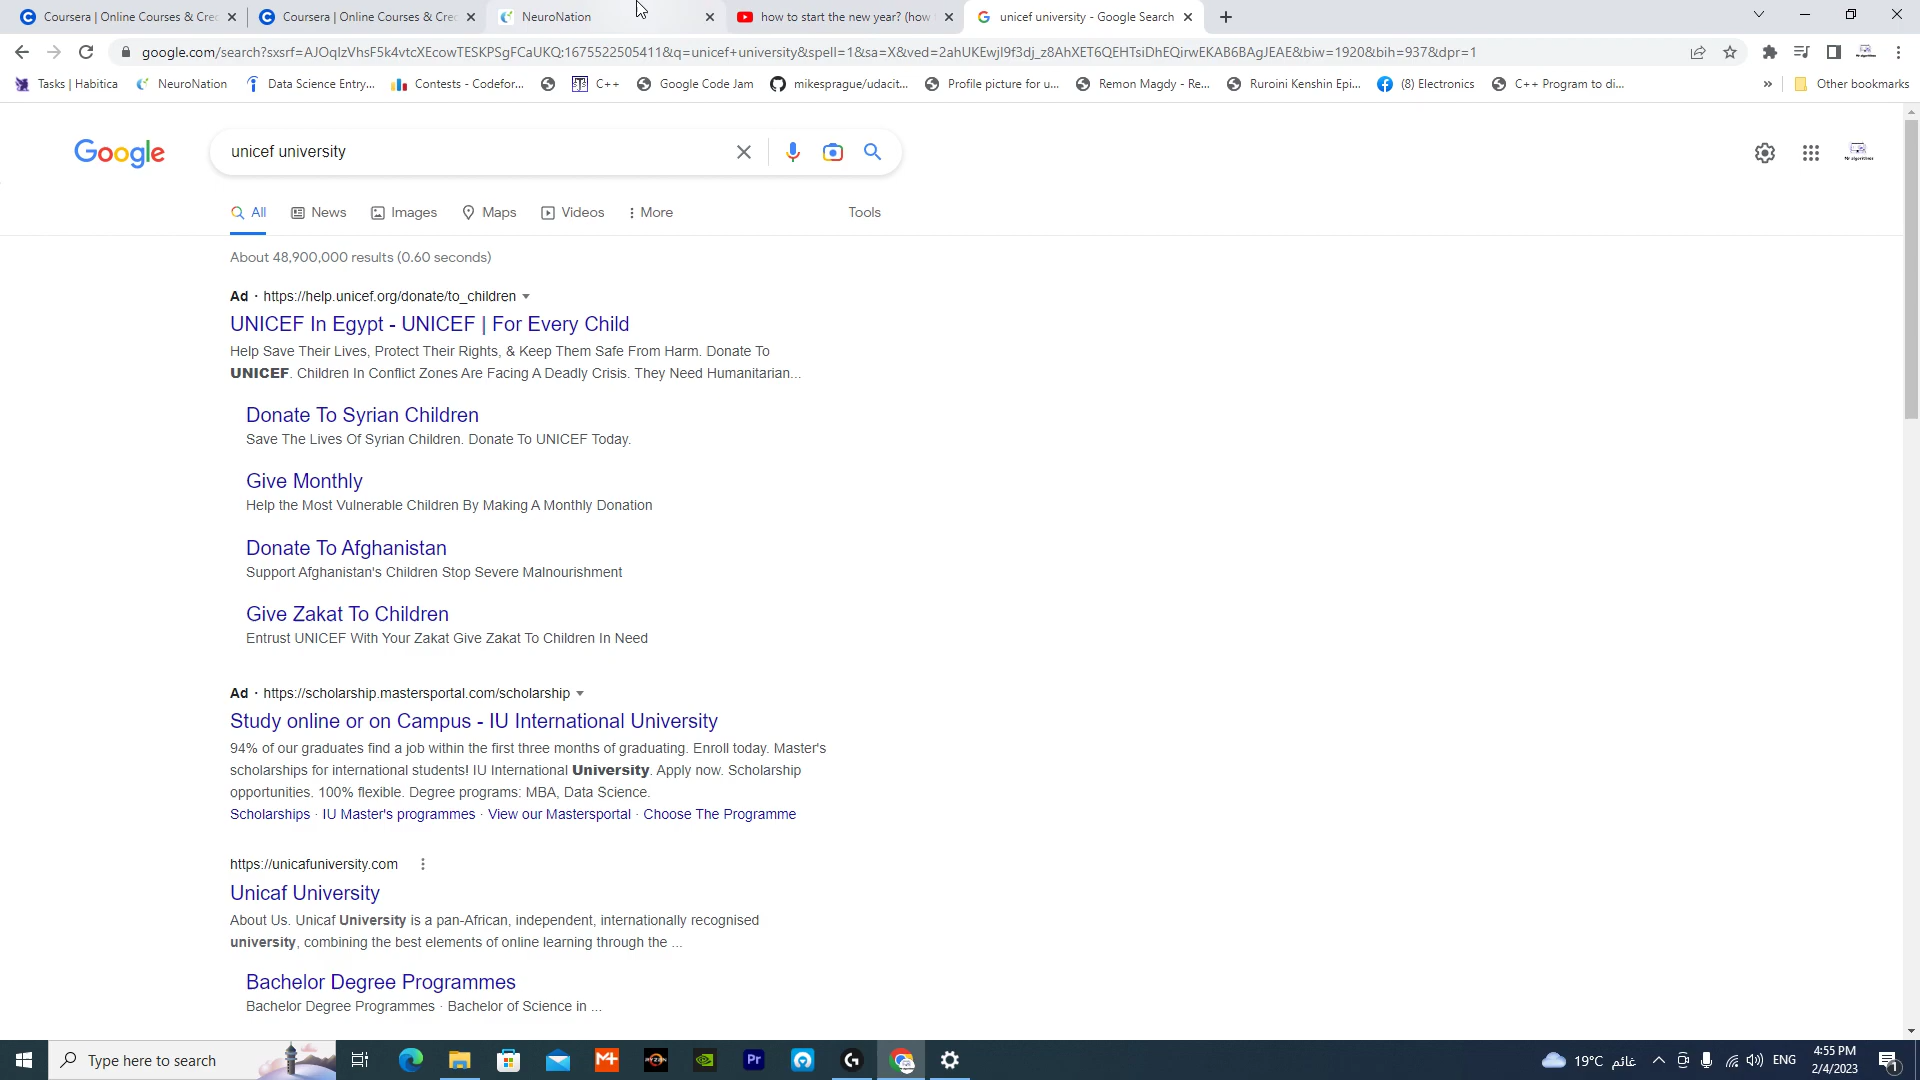 Coursera | Online Courses & Cre
Coursera | Online Courses & Cre
NeuroNation
how to start the new year? (how
unicef university - Google Search
google.com/search?sxsrf=AJOqlzVhsF5k4vtcXEcowTESKPSgFCaUKQ:1675522505411&q=unicef+university&spell=1&sa=X&ved=2ahUKEwjI9f3dj_z8AhXET6QEHTsiDhEQirwEKAB6BAgJEAE&biw=1920&bih=937&dpr=1
Tasks | Habitica
NeuroNation
Data Science Entry...
Contests - Codefor...
C++
Google Code Jam
mikesprague/udacit...
Profile picture for u...
Remon Magdy - Re...
Ruroini Kenshin Epi...
(8) Electronics
C++ Program to di...
»
Other bookmarks
Google
unicef university
All
News
Images
Maps
Videos
More
Tools
About 48,900,000 results (0.60 seconds)
Ad · https://help.unicef.org/donate/to_children
UNICEF In Egypt - UNICEF | For Every Child
Help Save Their Lives, Protect Their Rights, & Keep Them Safe From Harm. Donate To
UNICEF. Children In Conflict Zones Are Facing A Deadly Crisis. They Need Humanitarian...
Donate To Syrian Children
Save The Lives Of Syrian Children. Donate To UNICEF Today.
Give Monthly
Help the Most Vulnerable Children By Making A Monthly Donation
Donate To Afghanistan
Support Afghanistan's Children Stop Severe Malnourishment
Give Zakat To Children
Entrust UNICEF With Your Zakat Give Zakat To Children In Need
Ad · https://scholarship.mastersportal.com/scholarship
Study online or on Campus - IU International University
94% of our graduates find a job within the first three months of graduating. Enroll today. Master's
scholarships for international students! IU International University. Apply now. Scholarship
opportunities. 100% flexible. Degree programs: MBA, Data Science.
Scholarships · IU Master's programmes · View our Mastersportal · Choose The Programme
https://unicafuniversity.com
Unicaf University
About Us. Unicaf University is a pan-African, independent, internationally recognised
university, combining the best elements of online learning through the ...
Bachelor Degree Programmes
Bachelor Degree Programmes · Bachelor of Science in ...
Type here to search
M+
RYZEN
Pr
19°C غائم
ENG
4:55 PM
2/4/2023
1